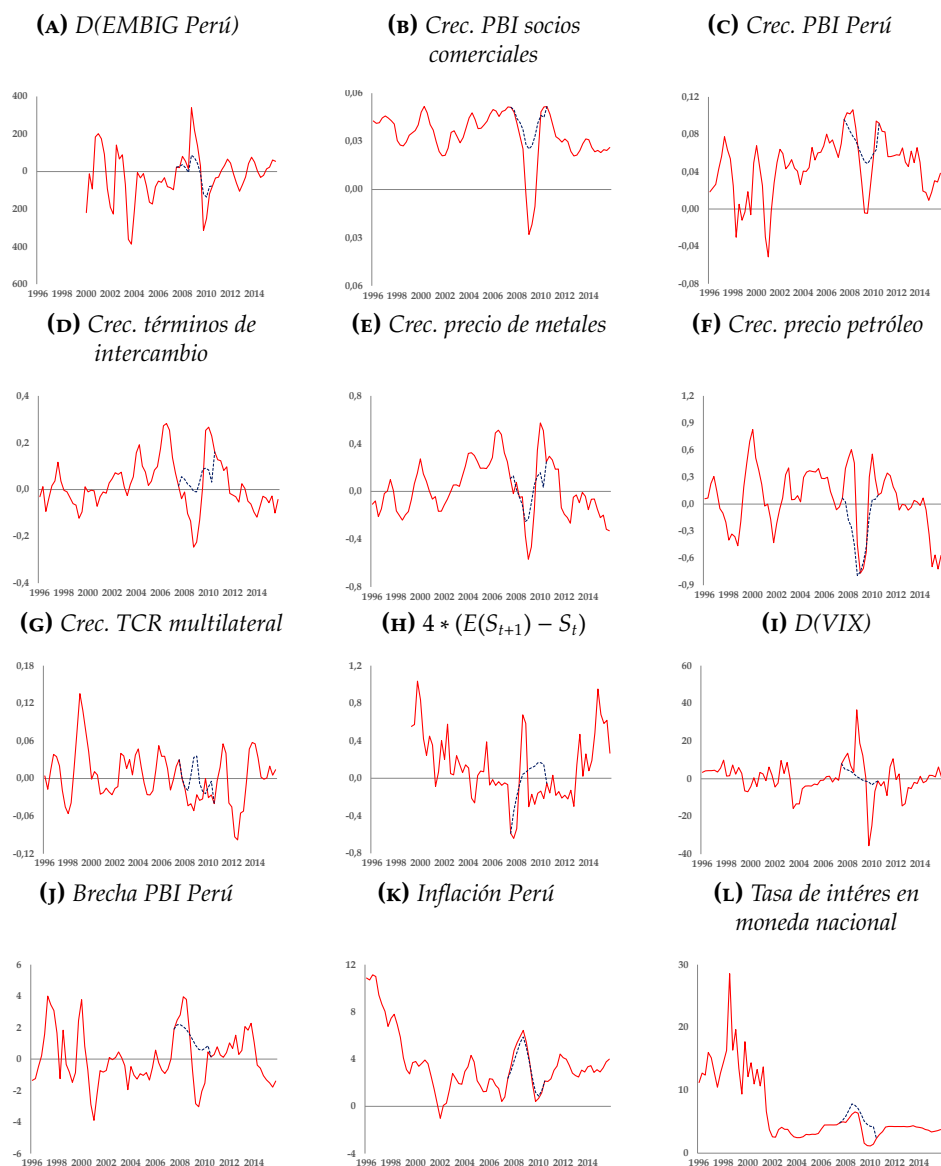 (A) D(EMBIG Perú)
400
200
0
200
400
600
1996 1998 2000 2002 2004 2006 2008 2010 2012 2014
(B) Crec. PBI socios
comerciales
0,06
0,03
0,00
0,03
0,06
1996 1998 2000 2002 2004 2006 2008 2010 2012 2014
(C) Crec. PBI Perú
0,12
0,08
0,04
0,00
-0,04
-0,08
1996 1998 2000 2002 2004 2006 2008 2010 2012 2014
(D) Crec. términos de
intercambio
0,4
0,2
0,0
-0,2
-0,4
1996 1998 2000 2002 2004 2006 2008 2010 2012 2014
(E) Crec. precio de metales
0,8
0,4
0,0
-0,4
-0,8
1996 1998 2000 2002 2004 2006 2008 2010 2012 2014
(F) Crec. precio petróleo
1,2
0,9
0,6
0,3
0,0
-0,3
-0,6
-0,9
1996 1998 2000 2002 2004 2006 2008 2010 2012 2014
(G) Crec. TCR multilateral
0,18
0,12
0,06
0,00
-0,06
-0,12
1996 1998 2000 2002 2004 2006 2008 2010 2012 2014
(H) 4 ∗ (E(S_{t+1}) − S_t)
1,2
0,8
0,4
0,0
-0,4
-0,8
1996 1998 2000 2002 2004 2006 2008 2010 2012 2014
(I) D(VIX)
60
40
20
0
-20
-40
1996 1998 2000 2002 2004 2006 2008 2010 2012 2014
(J) Brecha PBI Perú
6
4
2
0
-2
-4
-6
1996 1998 2000 2002 2004 2006 2008 2010 2012 2014
(K) Inflación Perú
12
8
4
0
-4
1996 1998 2000 2002 2004 2006 2008 2010 2012 2014
(L) Tasa de intéres en
moneda nacional
30
20
10
0
1996 1998 2000 2002 2004 2006 2008 2010 2012 2014